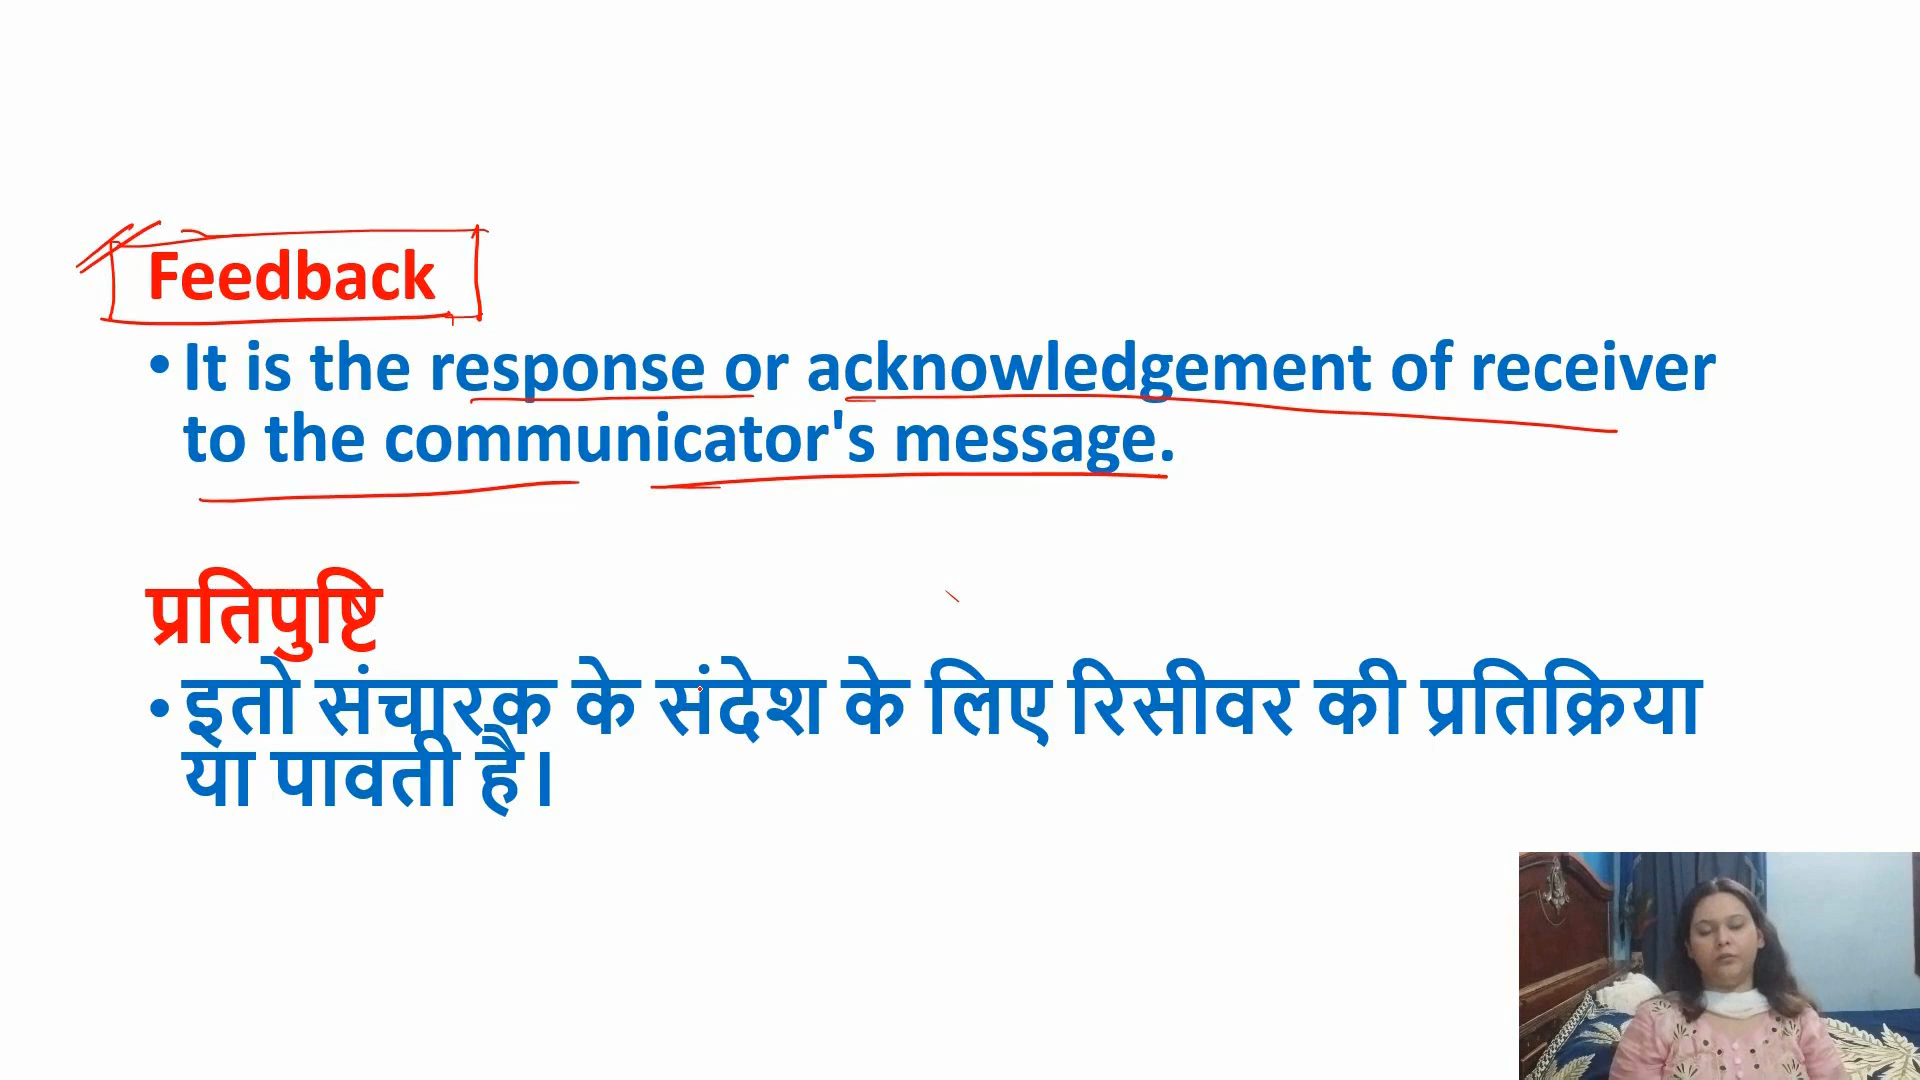 Feedback
• It is the response or acknowledgement of receiver
to the communicator's message.
प्रतिपुष्टि
• इतो संचारक के संदेश के लिए रिसीवर की प्रतिक्रिया
या पावती है।